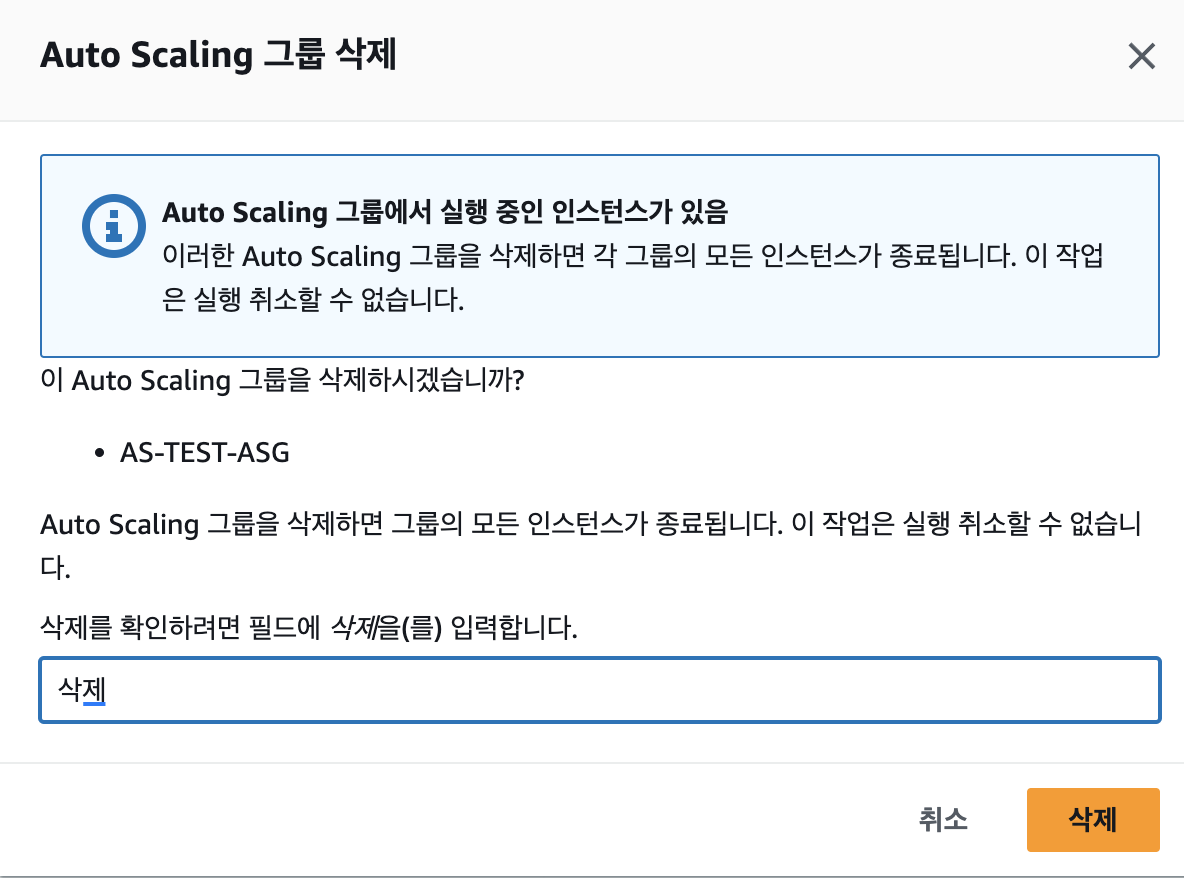 Auto Scaling 그룹 삭제
Auto Scaling 그룹에서 실행 중인 인스턴스가 있음
이러한 Auto Scaling 그룹을 삭제하면 각 그룹의 모든 인스턴스가 종료됩니다. 이 작업
은 실행 취소할 수 없습니다.
이 Auto Scaling 그룹을 삭제하시겠습니까?
• AS-TEST-ASG
Auto Scaling 그룹을 삭제하면 그룹의 모든 인스턴스가 종료됩니다. 이 작업은 실행 취소할 수 없습니
다.
삭제를 확인하려면 필드에 삭제을(를) 입력합니다.
삭제
취소 삭제